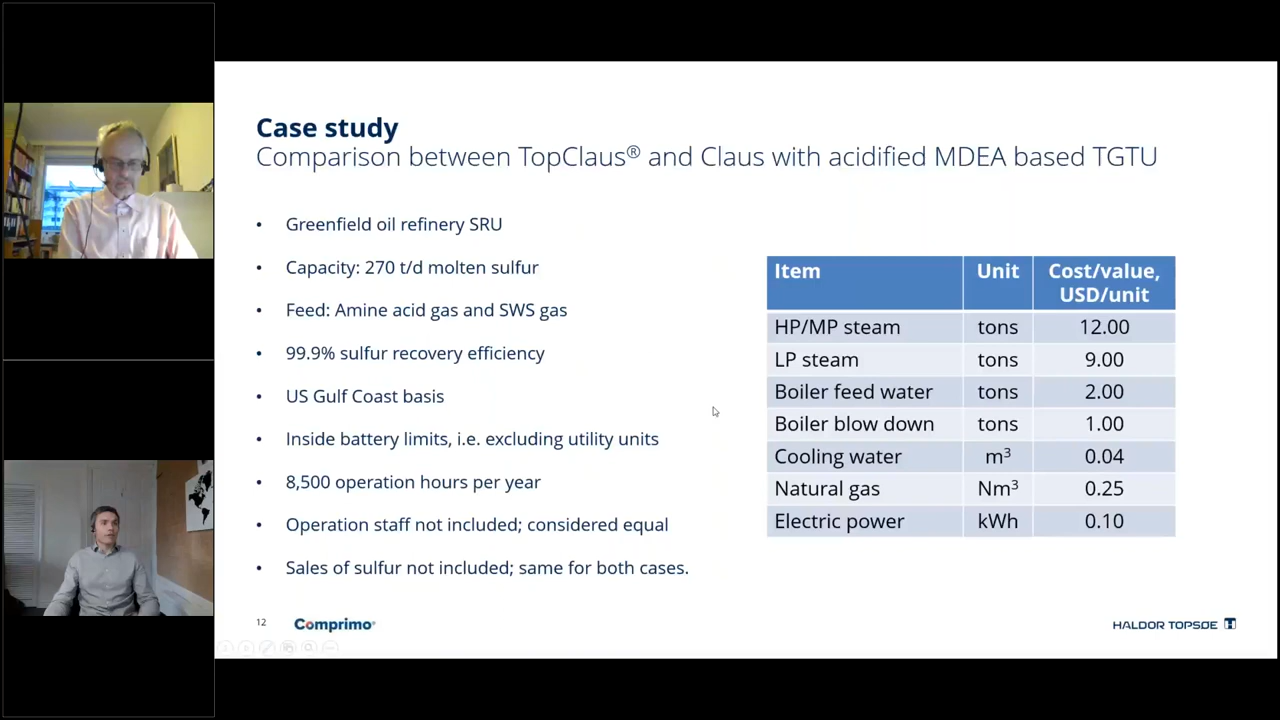 Case study
Comparison between TopClaus® and Claus with acidified MDEA based TGTU
• Greenfield oil refinery SRU
• Capacity: 270 t/d molten sulfur
• Feed: Amine acid gas and SWS gas
• 99.9% sulfur recovery efficiency
• US Gulf Coast basis
• Inside battery limits, i.e. excluding utility units
• 8,500 operation hours per year
• Operation staff not included; considered equal
• Sales of sulfur not included; same for both cases.
Item Unit Cost/value, USD/unit
HP/MP steam tons 12.00
LP steam tons 9.00
Boiler feed water tons 2.00
Boiler blow down tons 1.00
Cooling water m³ 0.04
Natural gas Nm³ 0.25
Electric power kWh 0.10
12 Comprimo® HALDOR TOPSØE